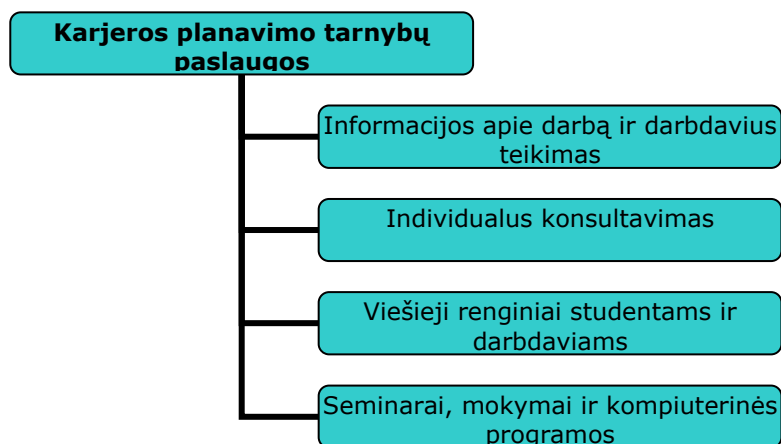 Karjeros planavimo tarnybų
paslaugos
Informacijos apie darbą ir darbdavius
teikimas
Individualus konsultavimas
Viešieji renginiai studentams ir
darbdaviams
Seminarai, mokymai ir kompiuterinės
programos